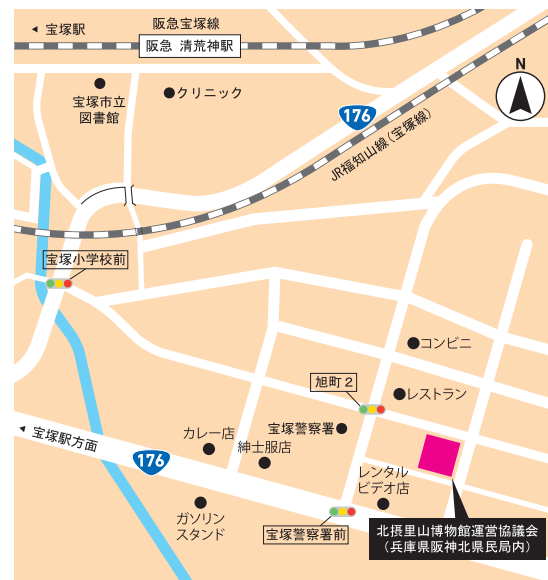 宝塚駅
阪急宝塚線
阪急 清荒神駅
宝塚市立
図書館
クリニック
N
176
JR福知山線(宝塚線)
宝塚小学校前
コンビニ
旭町2
レストラン
宝塚駅方面
176
カレー店
紳士服店
宝塚警察署
レンタル
ビデオ店
ガソリン
スタンド
宝塚警察署前
北摂里山博物館運営協議会
(兵庫県阪神北県民局内)